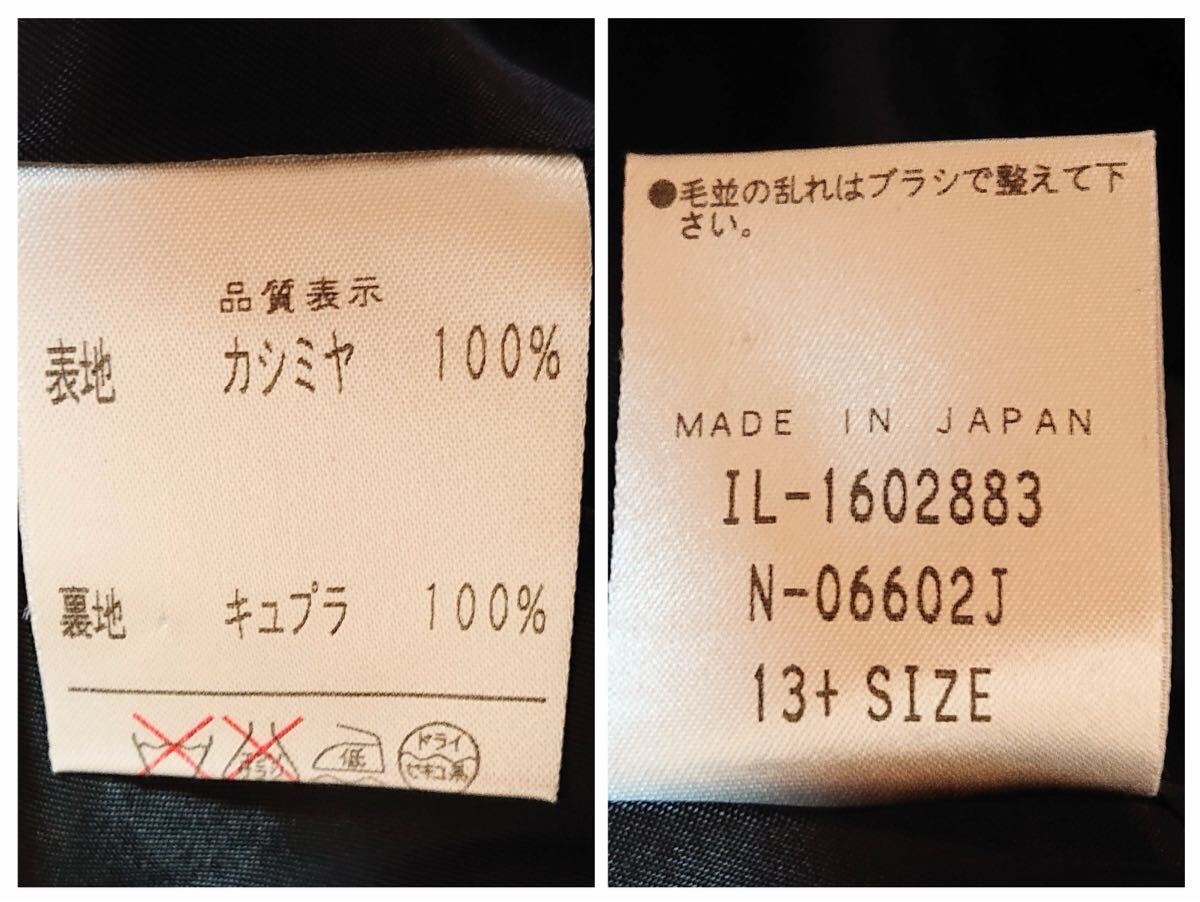 品質表示
表地 カシミヤ 100%
裏地 キュプラ 100%
低
ドライ
セキユ系
●毛並の乱れはブラシで整えて下
さい。
MADE IN JAPAN
IL-1602883
N-06602J
13+ SIZE